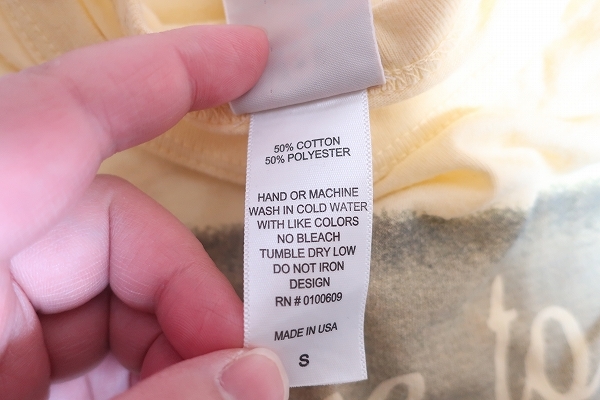 50% COTTON
50% POLYESTER
HAND OR MACHINE
WASH IN COLD WATER
WITH LIKE COLORS
NO BLEACH
TUMBLE DRY LOW
DO NOT IRON
DESIGN
RN # 0100609
MADE IN USA
S
to